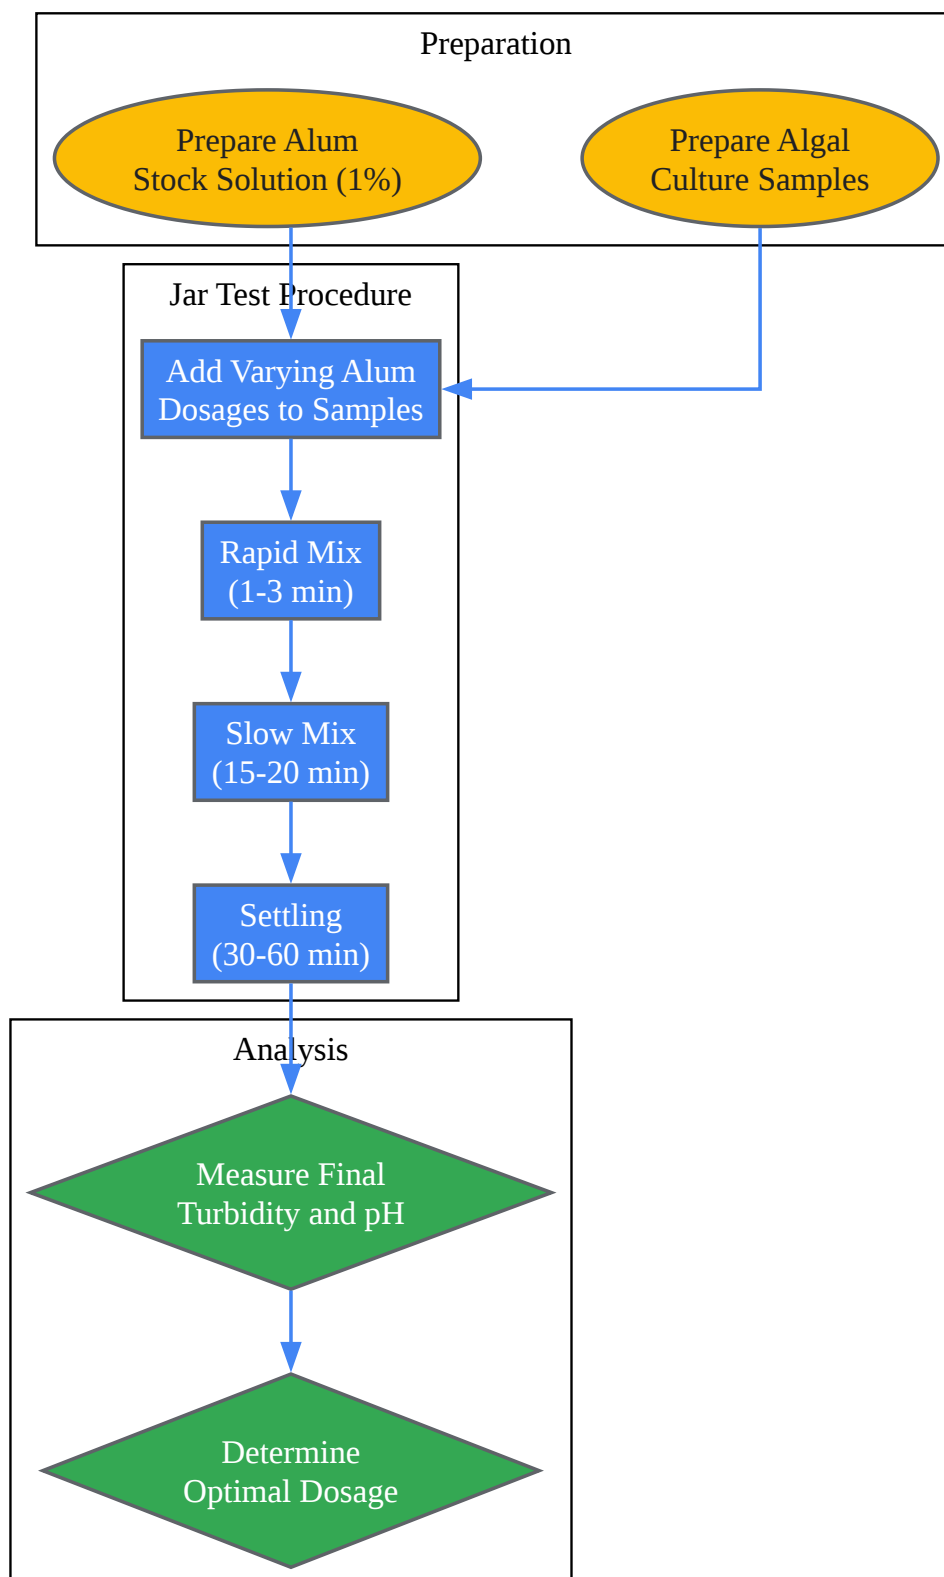 Preparation
Prepare Alum
Stock Solution (1%)
Prepare Algal
Culture Samples
Jar Test Procedure
Add Varying Alum
Dosages to Samples
Rapid Mix
(1-3 min)
Slow Mix
(15-20 min)
Settling
(30-60 min)
Analysis
Measure Final
Turbidity and pH
Determine
Optimal Dosage